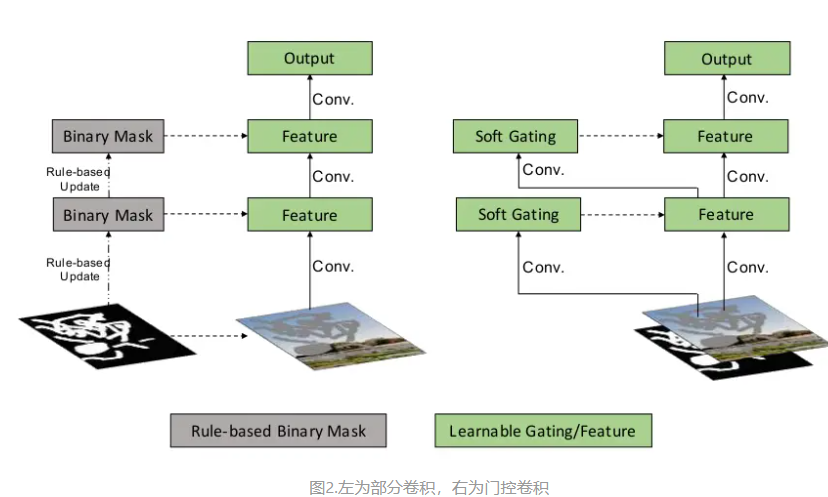 Output
Output
Conv.
Conv.
Binary Mask
Feature
Soft Gating
Feature
Rule-based
Update
Conv.
Conv.
Conv.
Binary Mask
Feature
Soft Gating
Feature
Rule-based
Update
Conv.
Conv.
Conv.
Rule-based Binary Mask
Learnable Gating/Feature
图2.左为部分卷积，右为门控卷积